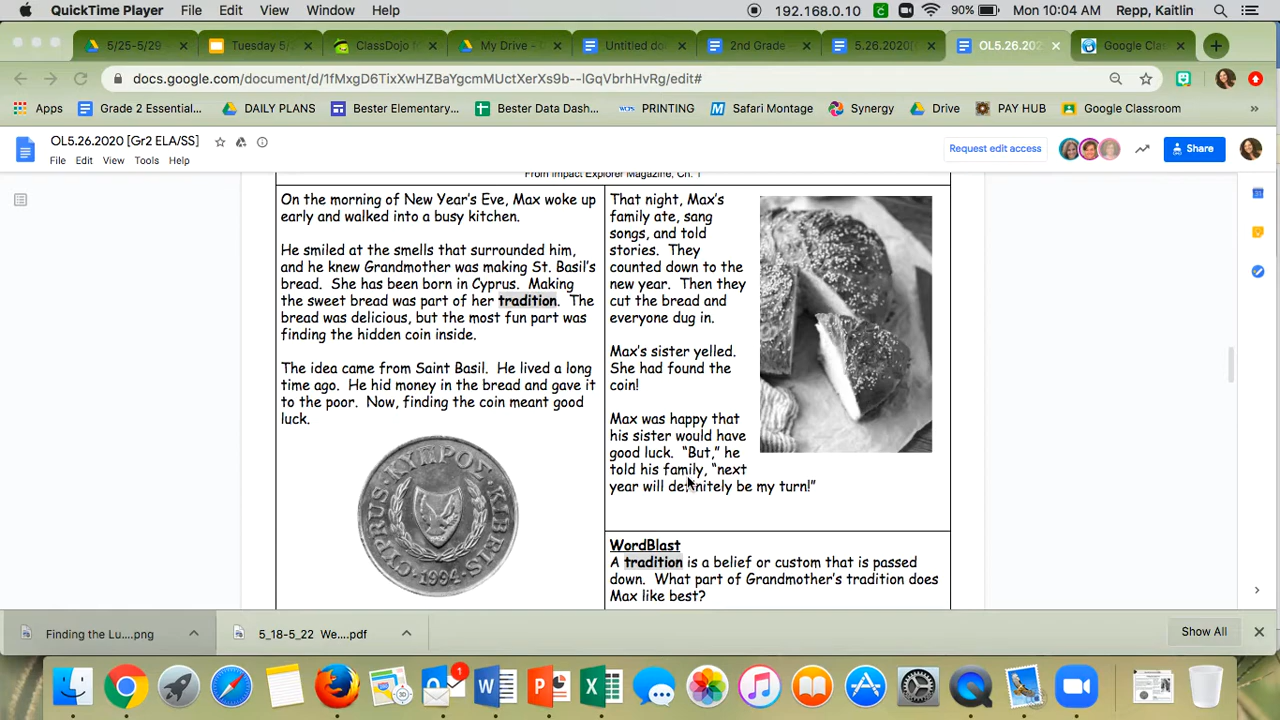 QuickTime Player File Edit View Window Help 192.168.0.10 90% Mon 10:04 AM Repp, Kaitlin
5/25-5/29 Tuesday 5/ ClassDojo My Drive - G Untitled do 2nd Grade 5.26.2020/ OL5.26.202 Google Cla
docs.google.com/document/d/1fMxgD6TixXwHZBaYgcmMUctXerXs9b--lGqVbrhHvRg/edit#
Apps Grade 2 Essential... DAILY PLANS Bester Elementary... Bester Data Dash... WCPS PRINTING Safari Montage Synergy Drive PAY HUB Google Classroom
OL5.26.2020 [Gr2 ELA/SS]
File Edit View Tools Help
Request edit access
Share
From Impact Explorer Magazine, Ch. 1
On the morning of New Year's Eve, Max woke up
early and walked into a busy kitchen.
He smiled at the smells that surrounded him,
and he knew Grandmother was making St. Basil's
bread. She has been born in Cyprus. Making
the sweet bread was part of her tradition. The
bread was delicious, but the most fun part was
finding the hidden coin inside.
The idea came from Saint Basil. He lived a long
time ago. He hid money in the bread and gave it
to the poor. Now, finding the coin meant good
luck.
ΚΥΠΡΟΣ KIBRIS 1994 CYPRUS
That night, Max's
family ate, sang
songs, and told
stories. They
counted down to the
new year. Then they
cut the bread and
everyone dug in.
Max's sister yelled.
She had found the
coin!
Max was happy that
his sister would have
good luck. "But," he
told his family, "next
year will definitely be my turn!"
WordBlast
A tradition is a belief or custom that is passed
down. What part of Grandmother's tradition does
Max like best?
Finding the Lu....png 5_18-5_22 We....pdf Show All